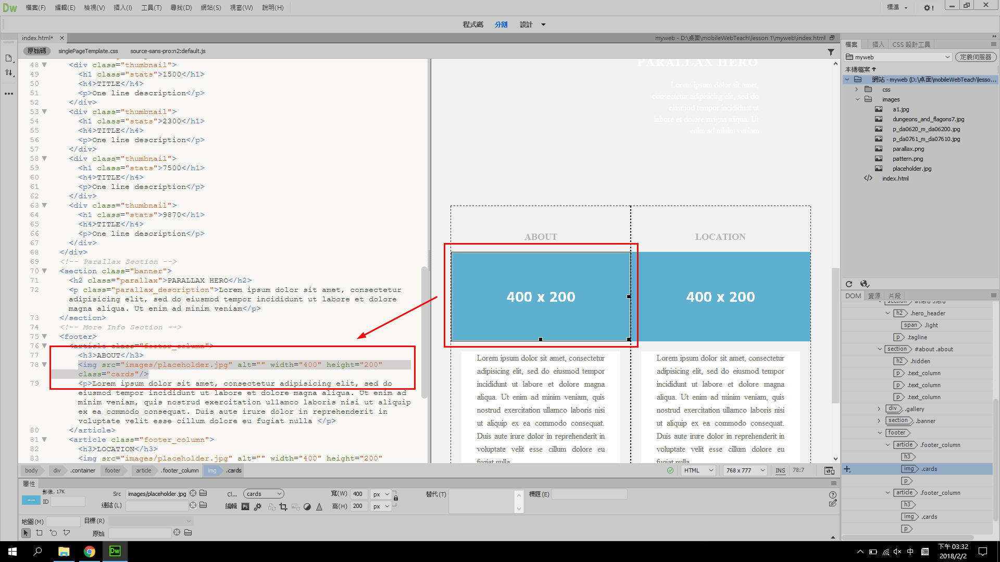 Dw 檔案(F) 編輯(E) 檢視(V) 插入(I) 工具(T) 尋找(D) 網站(S) 視窗(W) 說明(H) 標準
程式碼 分割 設計
index.html* × myweb - D:\桌面\mobileWebTeach\lesson 1\myweb\index.html
原始碼 singlePageTemplate.css source-sans-pro:n2:default.js
48 <div class="thumbnail">
49 <h1 class="stats">1500</h1>
50 <h4>TITLE</h4>
51 <p>One line description</p>
52 </div>
53 <div class="thumbnail">
54 <h1 class="stats">2300</h1>
55 <h4>TITLE</h4>
56 <p>One line description</p>
57 </div>
58 <div class="thumbnail">
59 <h1 class="stats">7500</h1>
60 <h4>TITLE</h4>
61 <p>One line description</p>
62 </div>
63 <div class="thumbnail">
64 <h1 class="stats">9870</h1>
65 <h4>TITLE</h4>
66 <p>One line description</p>
67 </div>
68 </div>
69 <!-- Parallax Section -->
70 <section class="banner">
71 <h2 class="parallax">PARALLAX HERO</h2>
72 <p class="parallax_description">Lorem ipsum dolor sit amet, consectetur
adipisicing elit, sed do eiusmod tempor incididunt ut labore et dolore
magna aliqua. Ut enim ad minim veniam</p>
73 </section>
74 <!-- More Info Section -->
75 <footer>
76 <article class="footer_column">
77 <h3>ABOUT</h3>
78 <img src="images/placeholder.jpg" alt="" width="400" height="200"
class="cards"/>
79 <p>Lorem ipsum dolor sit amet, consectetur adipisicing elit, sed do
eiusmod tempor incididunt ut labore et dolore magna aliqua. Ut enim ad
minim veniam, quis nostrud exercitation ullamco laboris nisi ut aliquip
ex ea commodo consequat. Duis aute irure dolor in reprehenderit in
voluptate velit esse cillum dolore eu fugiat nulla </p>
80 </article>
81 <article class="footer_column">
82 <h3>LOCATION</h3>
83 <img src="images/placeholder.jpg" alt="" width="400" height="200"
PARALLAX HERO
Lorem ipsum dolor sit amet,
consectetur adipisicing elit, sed do
eiusmod tempor incididunt ut
labore et dolore magna aliqua. Ut
enim ad minim veniam
ABOUT
400 x 200
Lorem ipsum dolor sit amet, consectetur
adipisicing elit, sed do eiusmod tempor
incididunt ut labore et dolore magna
aliqua. Ut enim ad minim veniam, quis
nostrud exercitation ullamco laboris nisi
ut aliquip ex ea commodo consequat.
Duis aute irure dolor in reprehenderit in
voluptate velit esse cillum dolore eu
fugiat nulla
LOCATION
400 x 200
Lorem ipsum dolor sit amet, consectetur
adipisicing elit, sed do eiusmod tempor
incididunt ut labore et dolore magna
aliqua. Ut enim ad minim veniam, quis
nostrud exercitation ullamco laboris nisi
ut aliquip ex ea commodo consequat.
Duis aute irure dolor in reprehenderit in
voluptate velit esse cillum dolore eu
fugiat nulla
檔案 插入 CSS 設計工具
myweb 定義伺服器
本機檔案
網站 - myweb (D:\桌面\mobileWebTeach\lesso...
css
images
a1.jpg
dungeons_and_flagons7.jpg
p_da0620_m_da06200.jpg
p_da0761_m_da07610.jpg
parallax.png
pattern.png
placeholder.jpg
index.html
DOM 資源 片段
section #hero .hero
h2 .hero_header
span .light
p .tagline
section #about .about
h2 .hidden
p .text_column
p .text_column
p .text_column
div .gallery
section .banner
footer
article .footer_column
h3
img .cards
p
article .footer_column
h3
img .cards
p
body div .container footer article .footer_column img .cards HTML 768 x 777 INS 78:7
屬性
影像, 17K Src images/placeholder.jpg Cl... cards 寬(W) 400 px 替代(T) 標題(E)
ID 連結(L) 編輯 Ps 高(H) 200 px
地圖(M) 目標(R)
原始
Dw 中 下午 03:32
2018/2/2